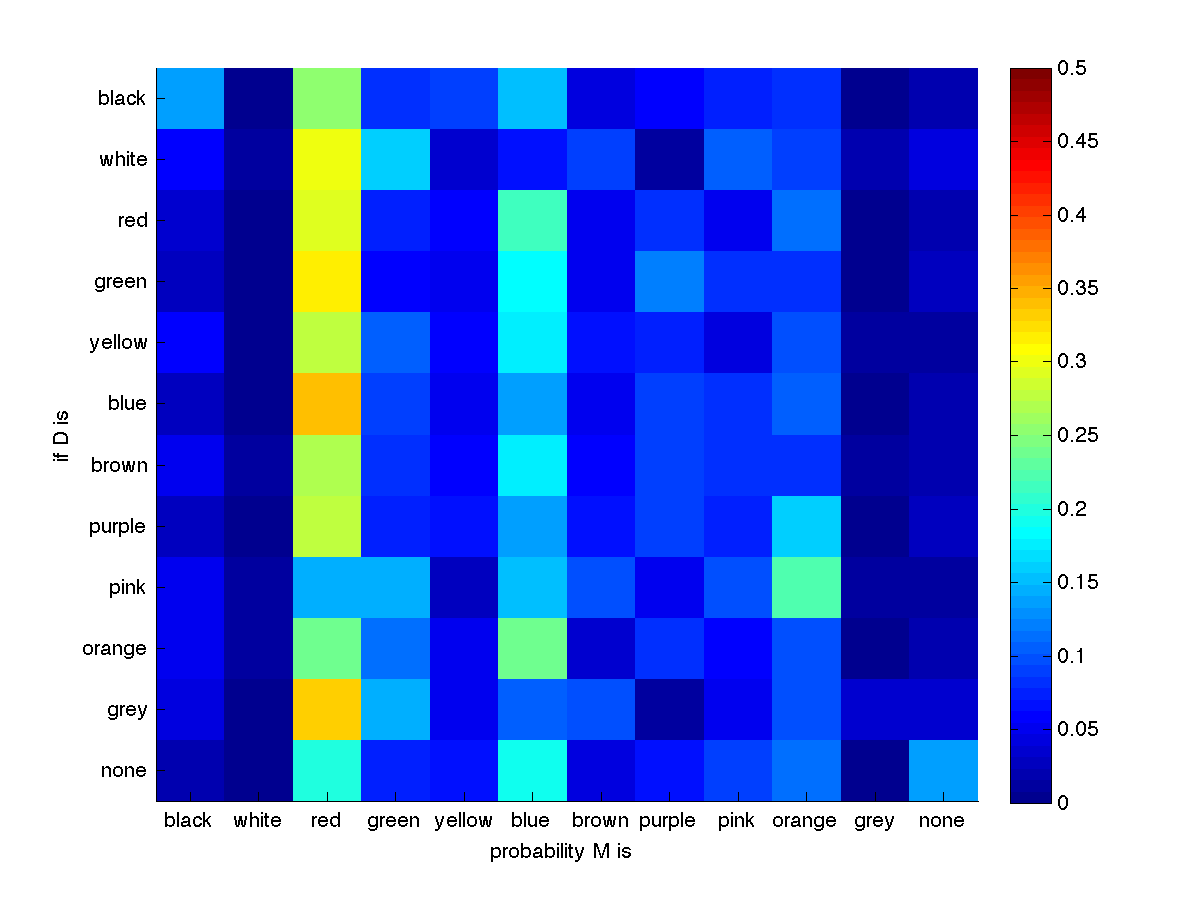 black
white
red
green
yellow
blue
brown
purple
pink
orange
grey
none
if D is
black white red green yellow blue brown purple pink orange grey none
probability M is
0.5
0.45
0.4
0.35
0.3
0.25
0.2
0.15
0.1
0.05
0